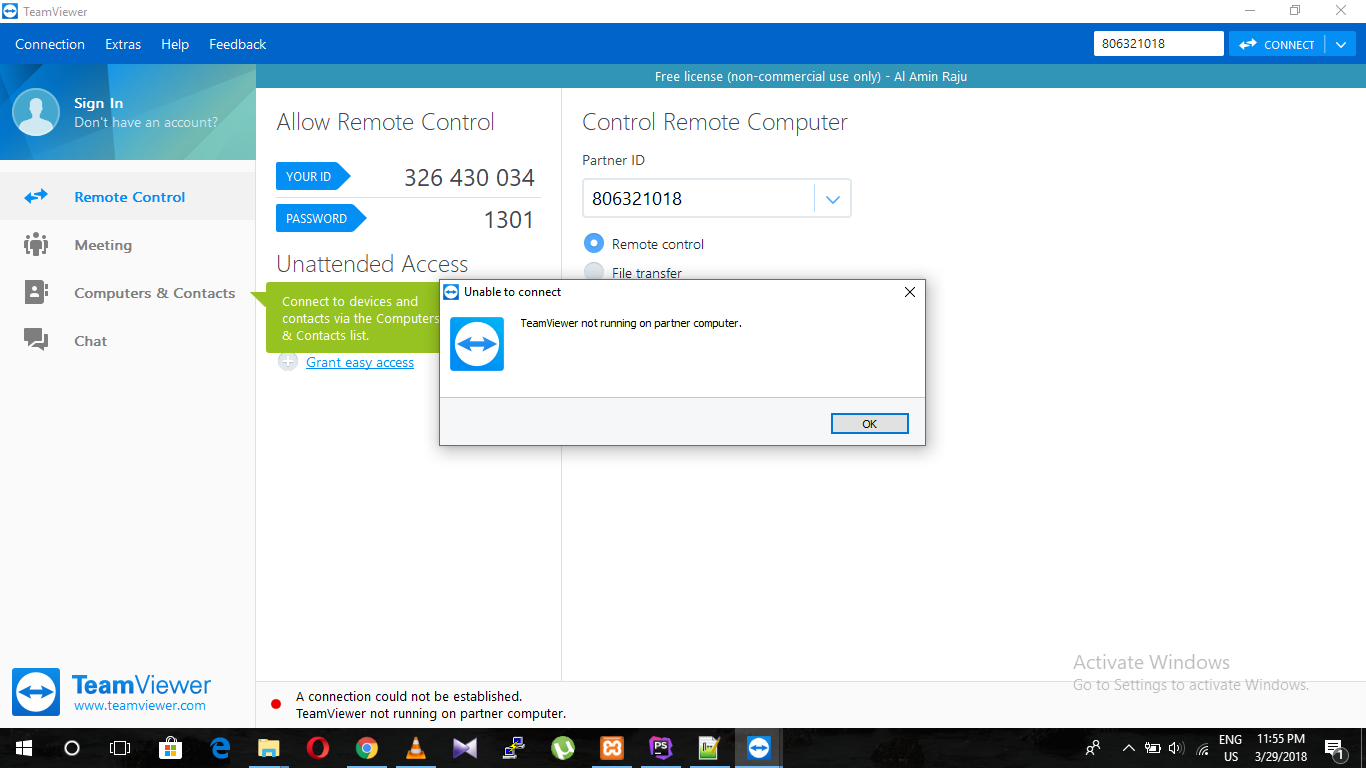 TeamViewer
Connection Extras Help Feedback
806321018
CONNECT
Free license (non-commercial use only) - Al Amin Raju
Sign In
Don't have an account?
Remote Control
Meeting
Computers & Contacts
Chat
Allow Remote Control
YOUR ID
326 430 034
PASSWORD
1301
Unattended Access
Connect to devices and
contacts via the Computers
& Contacts list.
Grant easy access
Control Remote Computer
Partner ID
806321018
Remote control
File transfer
Unable to connect
TeamViewer not running on partner computer.
OK
Activate Windows
Go to Settings to activate Windows.
TeamViewer
www.teamviewer.com
A connection could not be established.
TeamViewer not running on partner computer.
PS
ENG
US
11:55 PM
3/29/2018
1